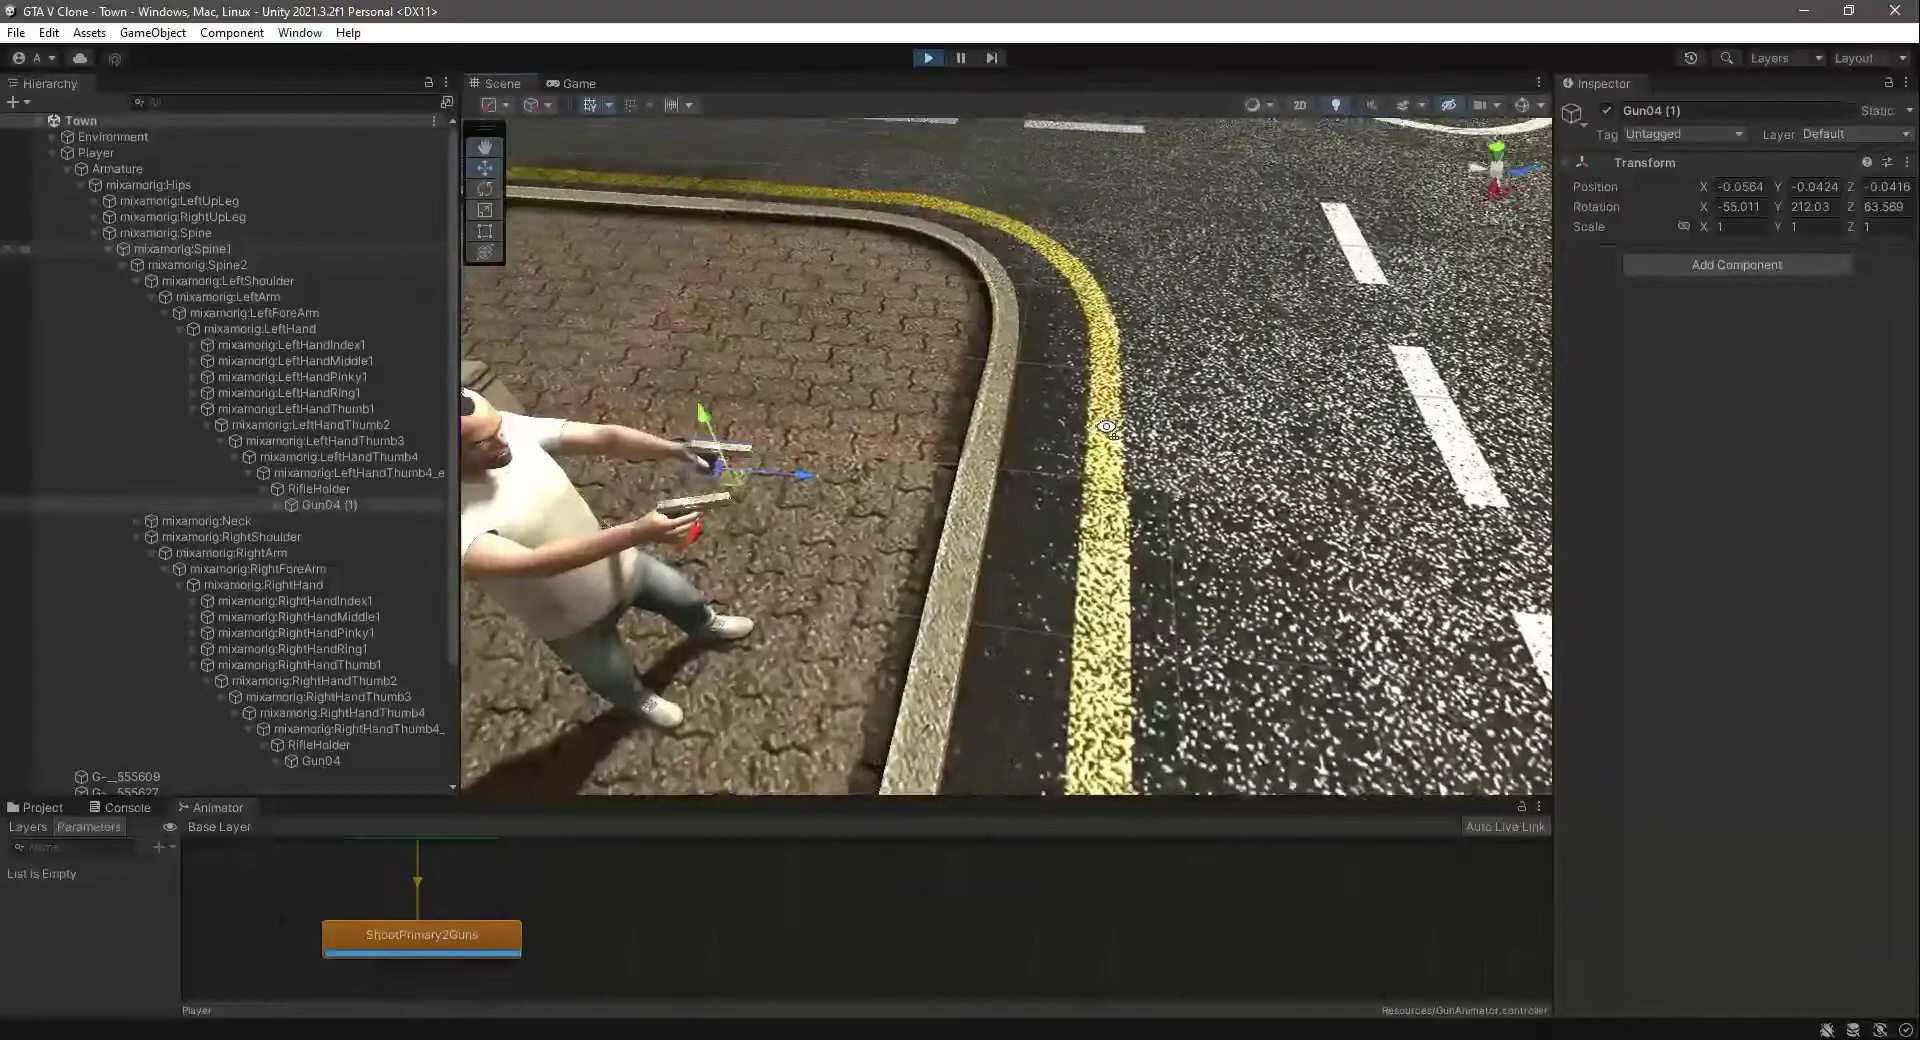 GTA V Clone - Town - Windows, Mac, Linux - Unity 2021.3.2f1 Personal <DX11>
File Edit Assets GameObject Component Window Help
A
Layers Layout
Hierarchy
All
Town
Environment
Player
Armature
mixamorig:Hips
mixamorig:LeftUpLeg
mixamorig:RightUpLeg
mixamorig:Spine
mixamorig:Spine1
mixamorig:Spine2
mixamorig:LeftShoulder
mixamorig:LeftArm
mixamorig:LeftForeArm
mixamorig:LeftHand
mixamorig:LeftHandIndex1
mixamorig:LeftHandMiddle1
mixamorig:LeftHandPinky1
mixamorig:LeftHandRing1
mixamorig:LeftHandThumb1
mixamorig:LeftHandThumb2
mixamorig:LeftHandThumb3
mixamorig:LeftHandThumb4
mixamorig:LeftHandThumb4_e
RifleHolder
Gun04 (1)
mixamorig:Neck
mixamorig:RightShoulder
mixamorig:RightArm
mixamorig:RightForeArm
mixamorig:RightHand
mixamorig:RightHandIndex1
mixamorig:RightHandMiddle1
mixamorig:RightHandPinky1
mixamorig:RightHandRing1
mixamorig:RightHandThumb1
mixamorig:RightHandThumb2
mixamorig:RightHandThumb3
mixamorig:RightHandThumb4
mixamorig:RightHandThumb4_
RifleHolder
Gun04
G-__555609
G-__555627
Scene Game
2D
Inspector
Gun04 (1) Static
Tag Untagged Layer Default
Transform
Position X -0.0564 Y -0.0424 Z -0.0416
Rotation X -55.011 Y 212.03 Z 63.569
Scale X 1 Y 1 Z 1
Add Component
Project Console Animator
Layers Parameters Base Layer Auto Live Link
Name
List is Empty
ShootPrimary2Guns
Player Resources/GunAnimator.controller